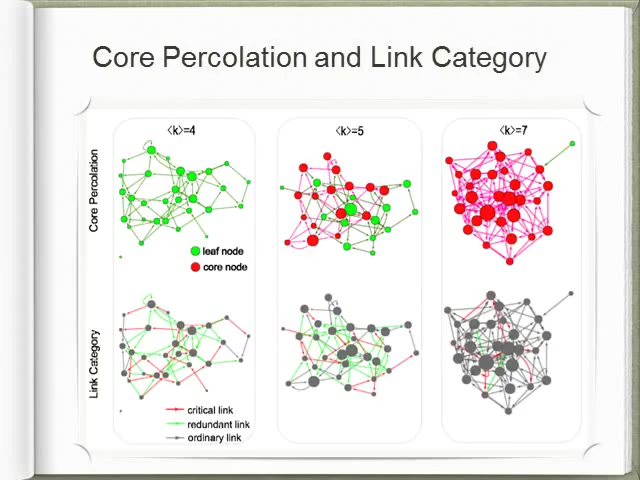 Core Percolation and Link Category
⟨k⟩=4
⟨k⟩=5
⟨k⟩=7
Core Percolation
leaf node
core node
Link Category
critical link
redundant link
ordinary link